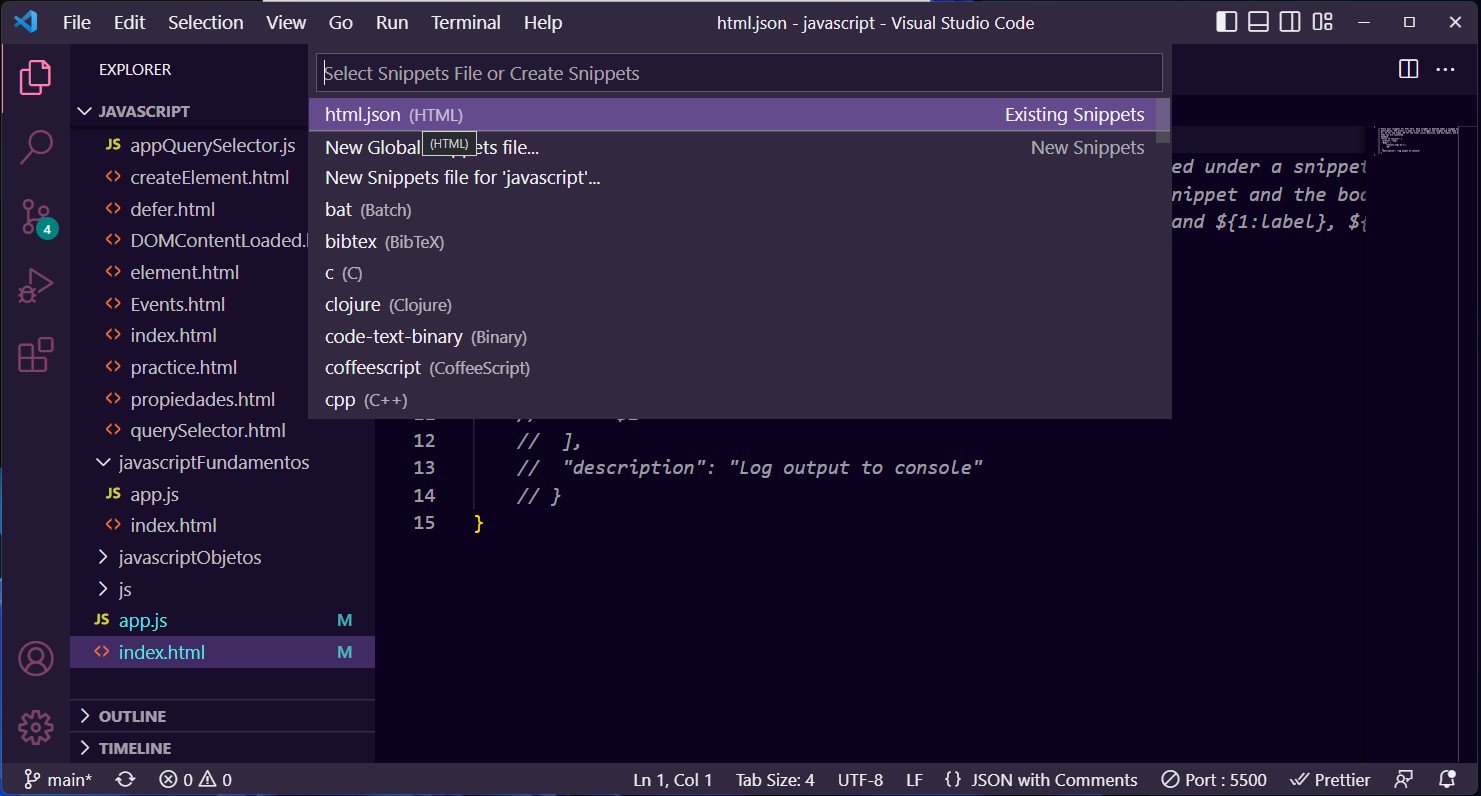 File Edit Selection View Go Run Terminal Help html.json - javascript - Visual Studio Code
EXPLORER
JAVASCRIPT
JS appQuerySelector.js
createElement.html
defer.html
DOMContentLoaded.
element.html
Events.html
index.html
practice.html
propiedades.html
querySelector.html
javascriptFundamentos
JS app.js
index.html
javascriptObjetos
js
JS app.js M
index.html M
OUTLINE
TIMELINE
4
Select Snippets File or Create Snippets
html.json (HTML) Existing Snippets
(HTML)
New Global ets file... New Snippets
New Snippets file for 'javascript'...
bat (Batch)
bibtex (BibTeX)
c (C)
clojure (Clojure)
code-text-binary (Binary)
coffeescript (CoffeeScript)
cpp (C++)
ed under a snippet
nippet and the bod
and ${1:label}, ${
12 // ],
13 // "description": "Log output to console"
14 // }
15 }
main* 0 0 Ln 1, Col 1 Tab Size: 4 UTF-8 LF {} JSON with Comments Port : 5500 Prettier